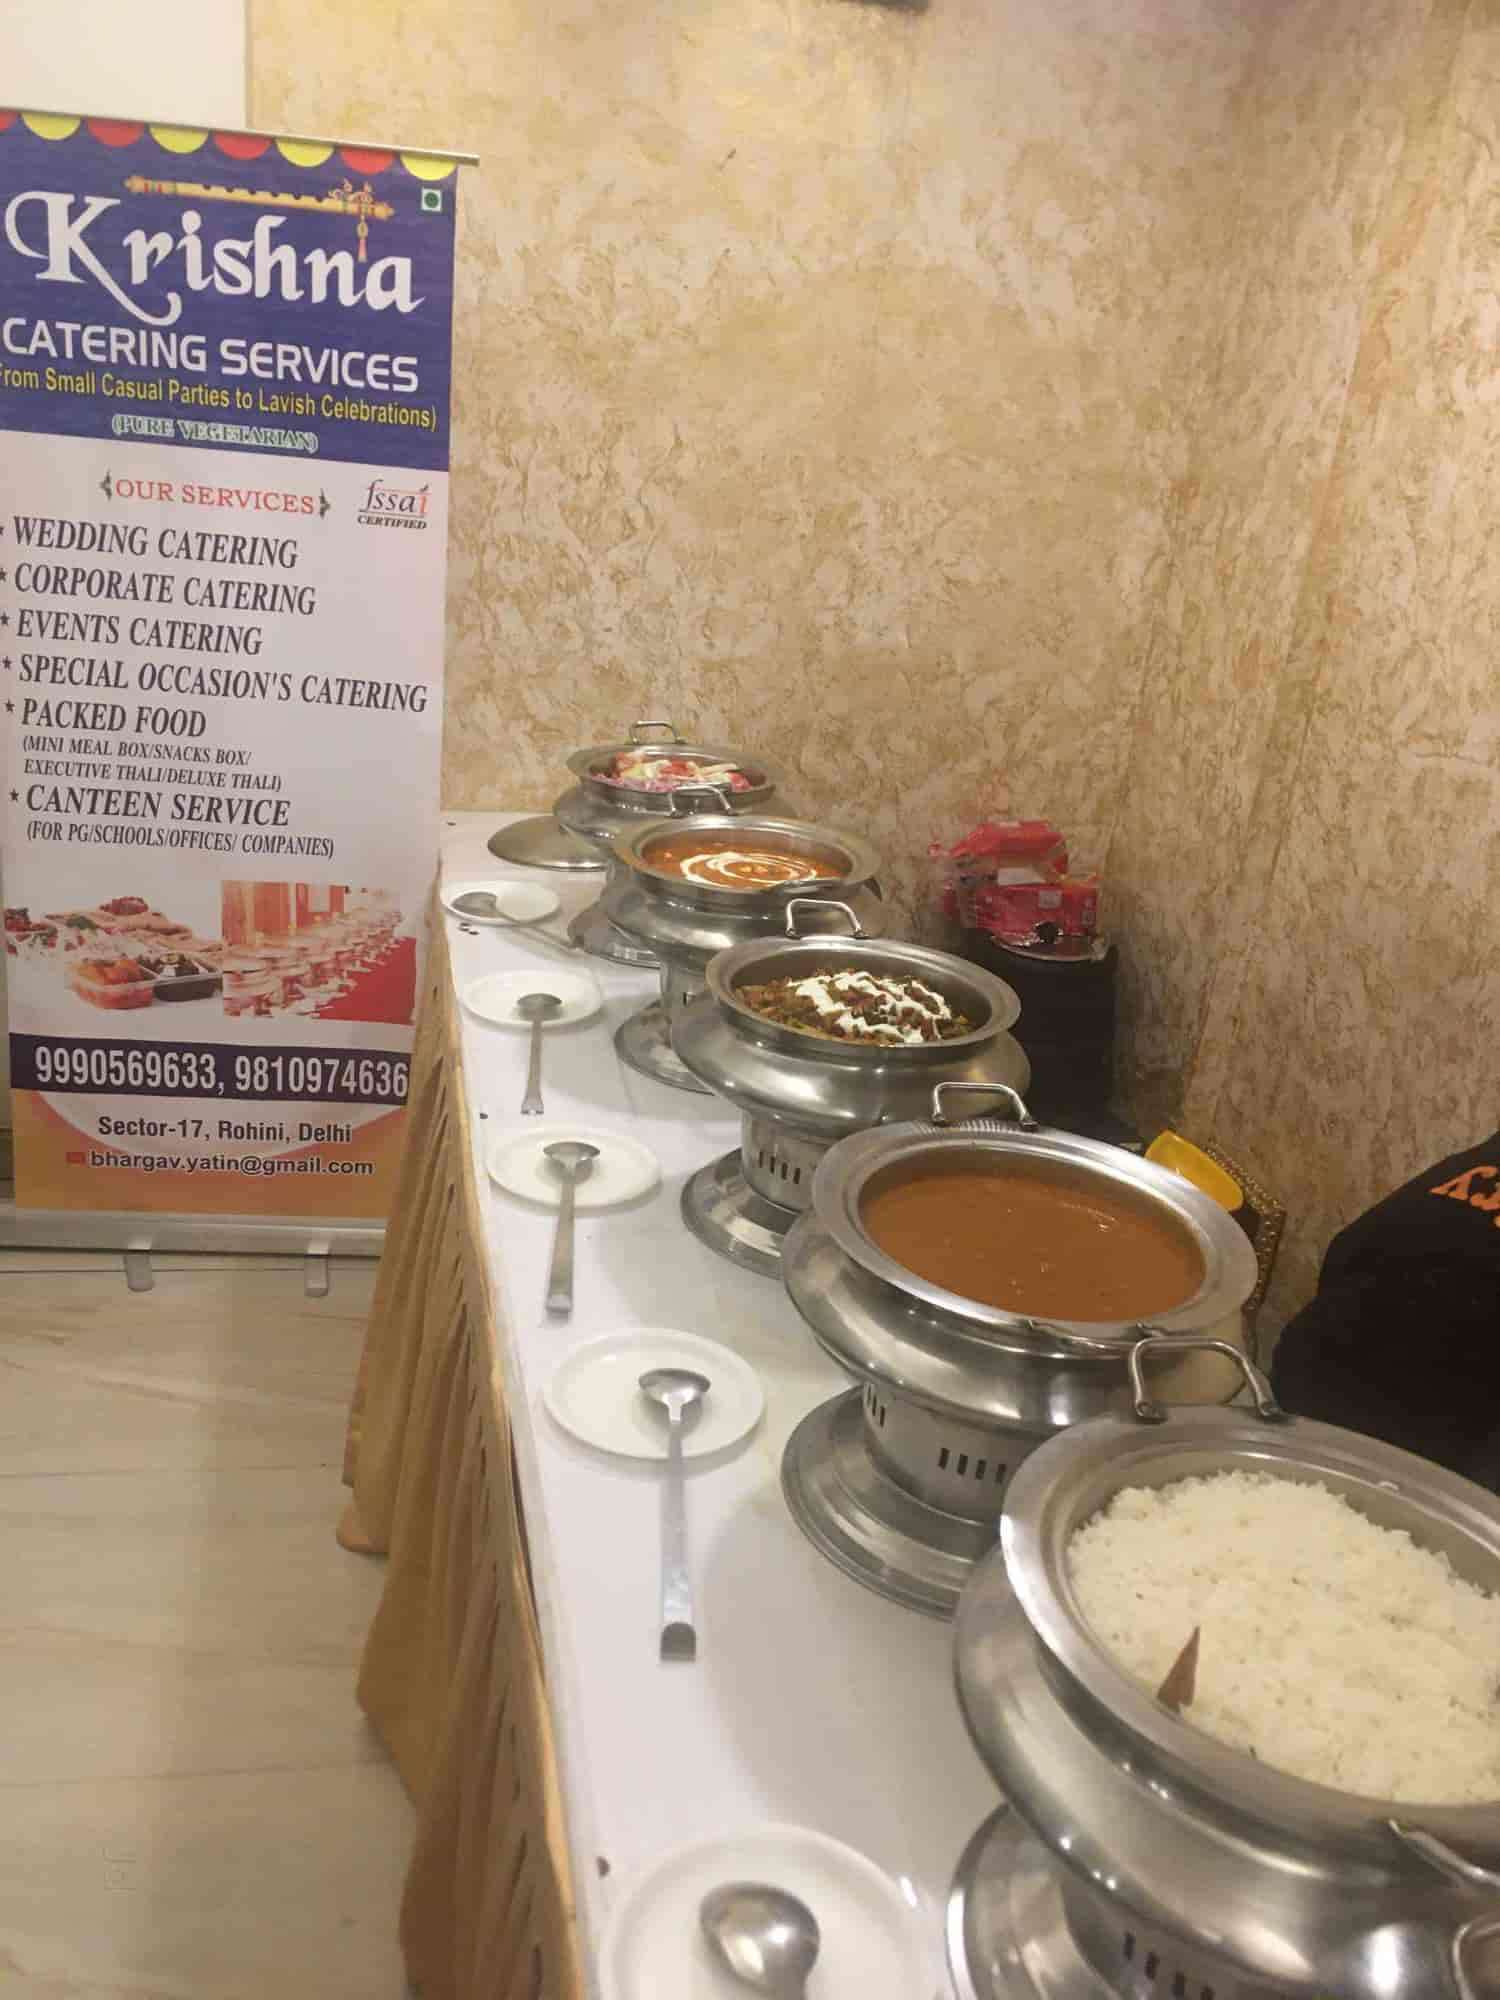 Krishna
CATERING SERVICES
From Small Casual Parties to Lavish Celebrations)
(PURE VEGETARIAN)
OUR SERVICES
fssai
CERTIFIED
* WEDDING CATERING
* CORPORATE CATERING
* EVENTS CATERING
* SPECIAL OCCASION'S CATERING
* PACKED FOOD
(MINI MEAL BOX/SNACKS BOX/
EXECUTIVE THALI/DELUXE THALI)
* CANTEEN SERVICE
(FOR PG/SCHOOLS/OFFICES/ COMPANIES)
9990569633, 9810974636
Sector-17, Rohini, Delhi
bhargav.yatin@gmail.com